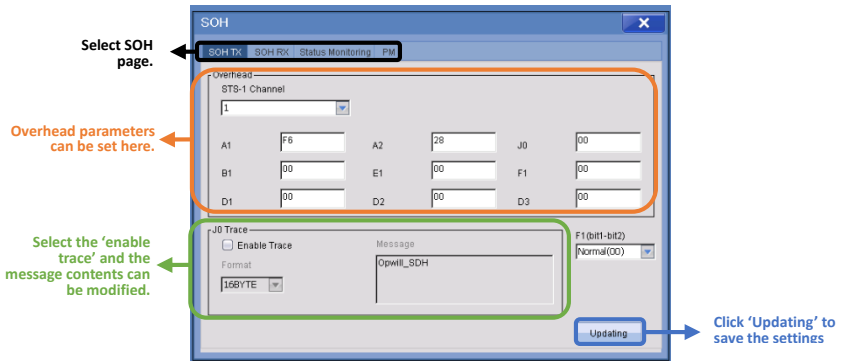 SOH
Select SOH
page.
SOH TX SOH RX Status Monitoring PM
Overhead
STS-1 Channel
1
Overhead parameters
can be set here.
A1 F6 A2 28 J0 00
B1 00 E1 00 F1 00
D1 00 D2 00 D3 00
J0 Trace
Enable Trace
Message
F1(bit1-bit2)
Select the 'enable
trace' and the
message contents can
be modified.
Format
Opwill_SDH
Normal(00)
16BYTE
Updating
Click 'Updating' to
save the settings